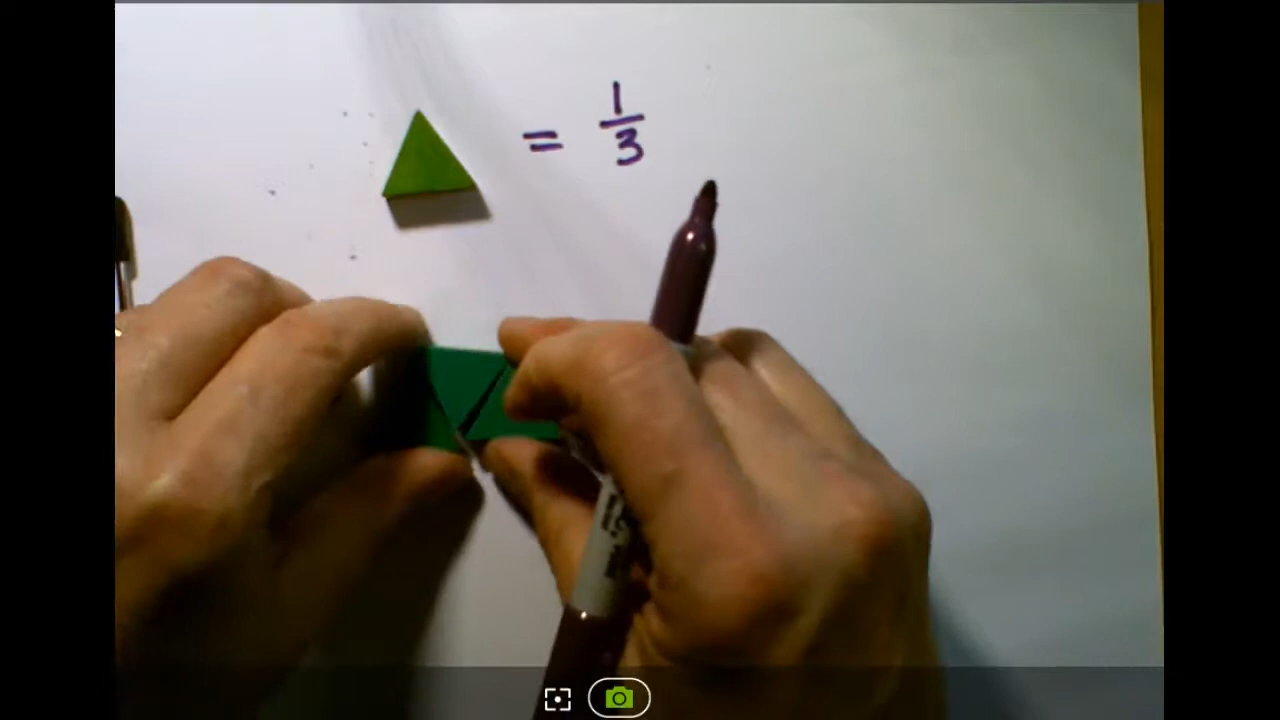 = 1/3